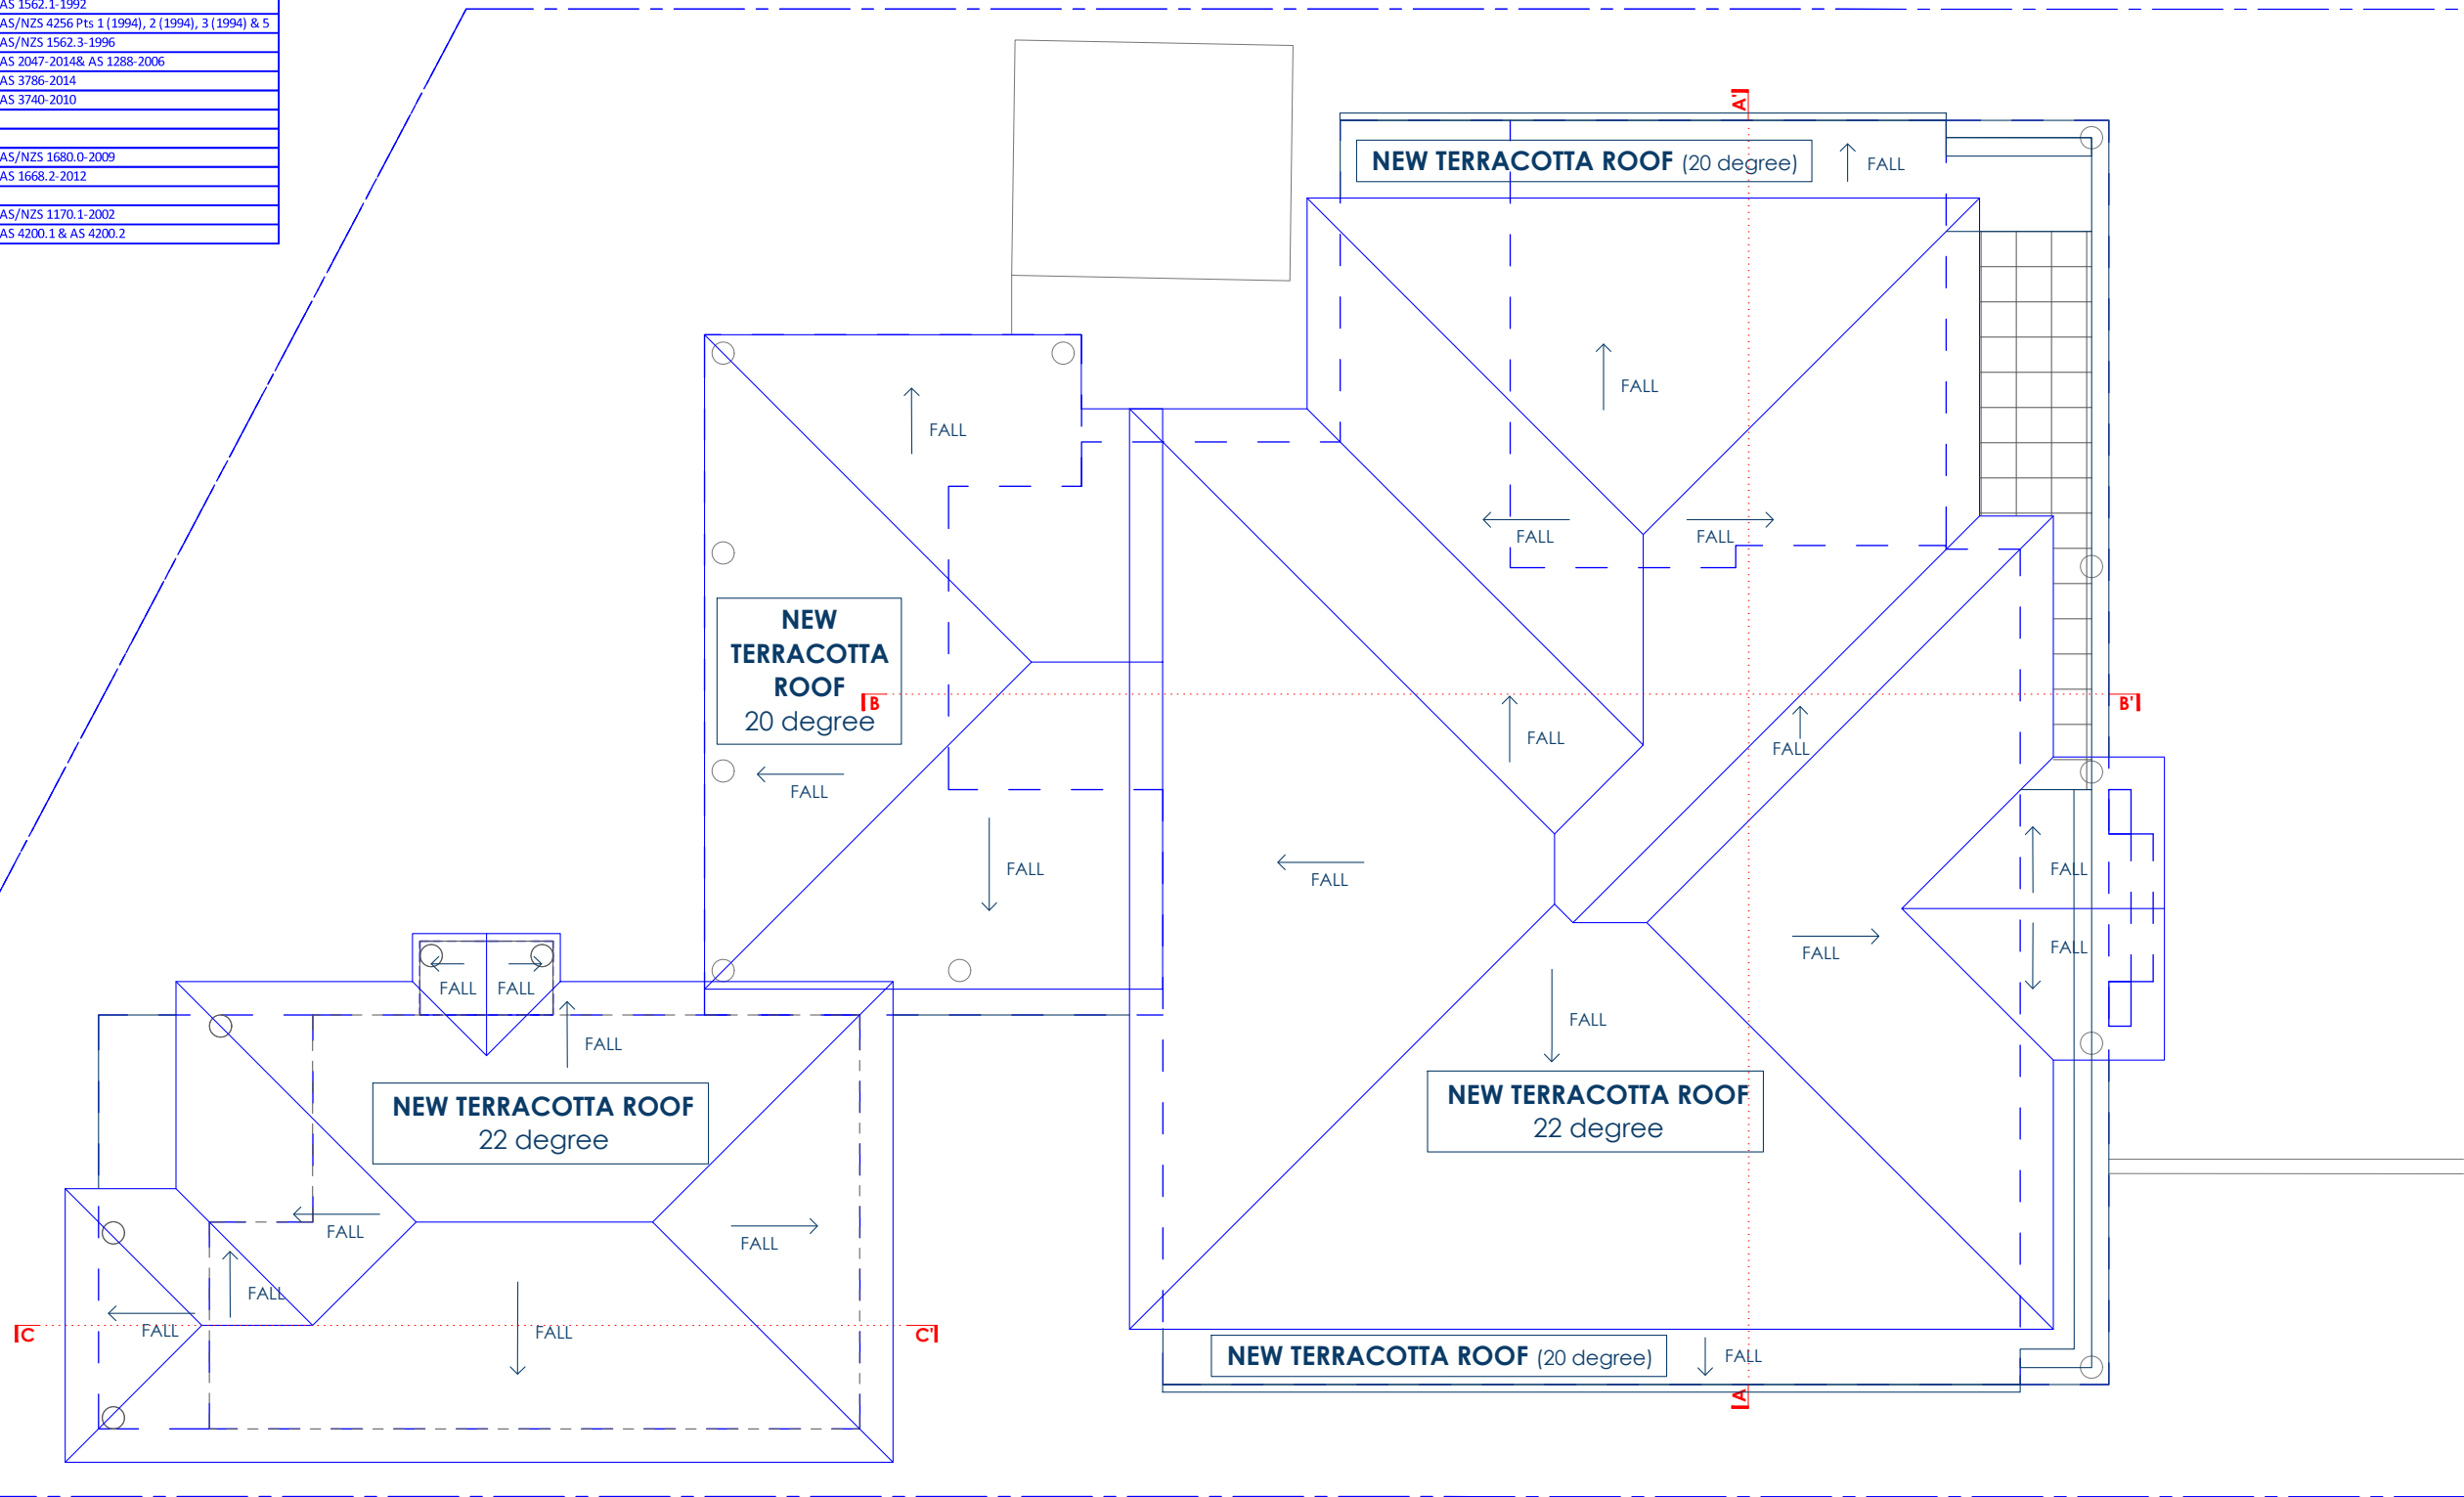 AS 1562.1-1992
AS/NZS 4256 Pts 1 (1994), 2 (1994), 3 (1994) & 5
AS/NZS 1562.3-1996
AS 2047-2014& AS 1288-2006
AS 3786-2014
AS 3740-2010
AS/NZS 1680.0-2009
AS 1668.2-2012
AS/NZS 1170.1-2002
AS 4200.1 & AS 4200.2
A'
NEW TERRACOTTA ROOF (20 degree)
FALL
FALL
FALL
FALL
FALL
NEW
TERRACOTTA
ROOF
20 degree
B
B'
FALL
FALL
FALL
FALL
FALL
FALL
FALL
FALL
FALL
FALL
FALL
FALL
FALL
NEW TERRACOTTA ROOF
22 degree
NEW TERRACOTTA ROOF
22 degree
FALL
FALL
FALL
FALL
FALL
C
C'
NEW TERRACOTTA ROOF (20 degree)
FALL
A